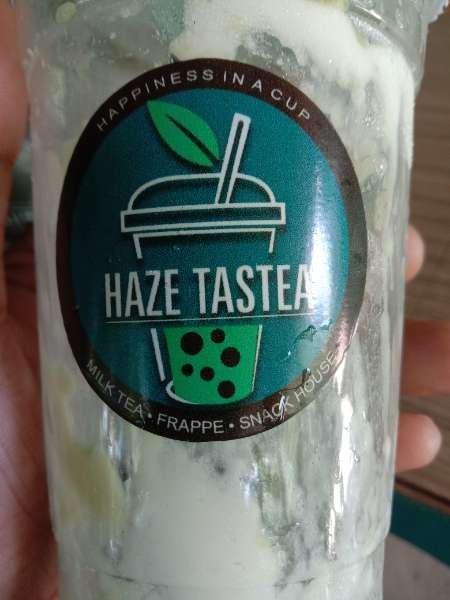 HAPPINESS IN A CUP
HAZE TASTEA
MILK TEA • FRAPPE • SNACK HOUSE